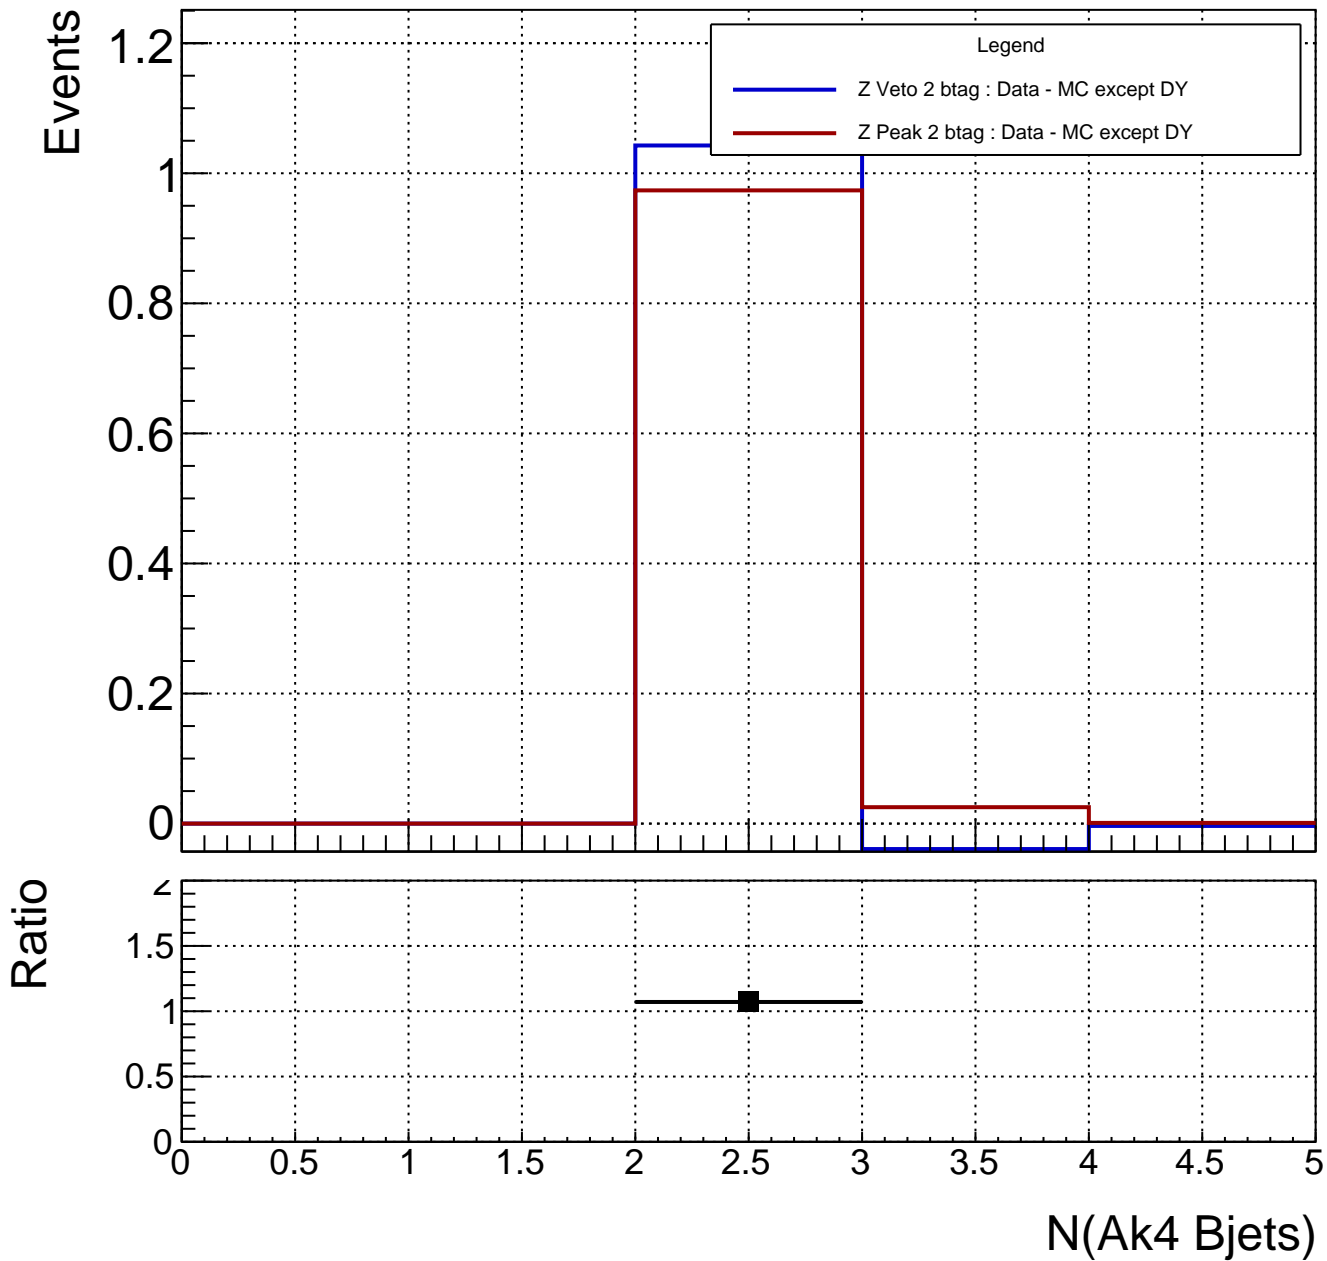 Events
1.2
1
0.8
0.6
0.4
0.2
0
Legend
Z Veto 2 btag : Data - MC except DY
Z Peak 2 btag : Data - MC except DY
Ratio
2
1.5
1
0.5
0
0 0.5 1 1.5 2 2.5 3 3.5 4 4.5 5
N(Ak4 Bjets)